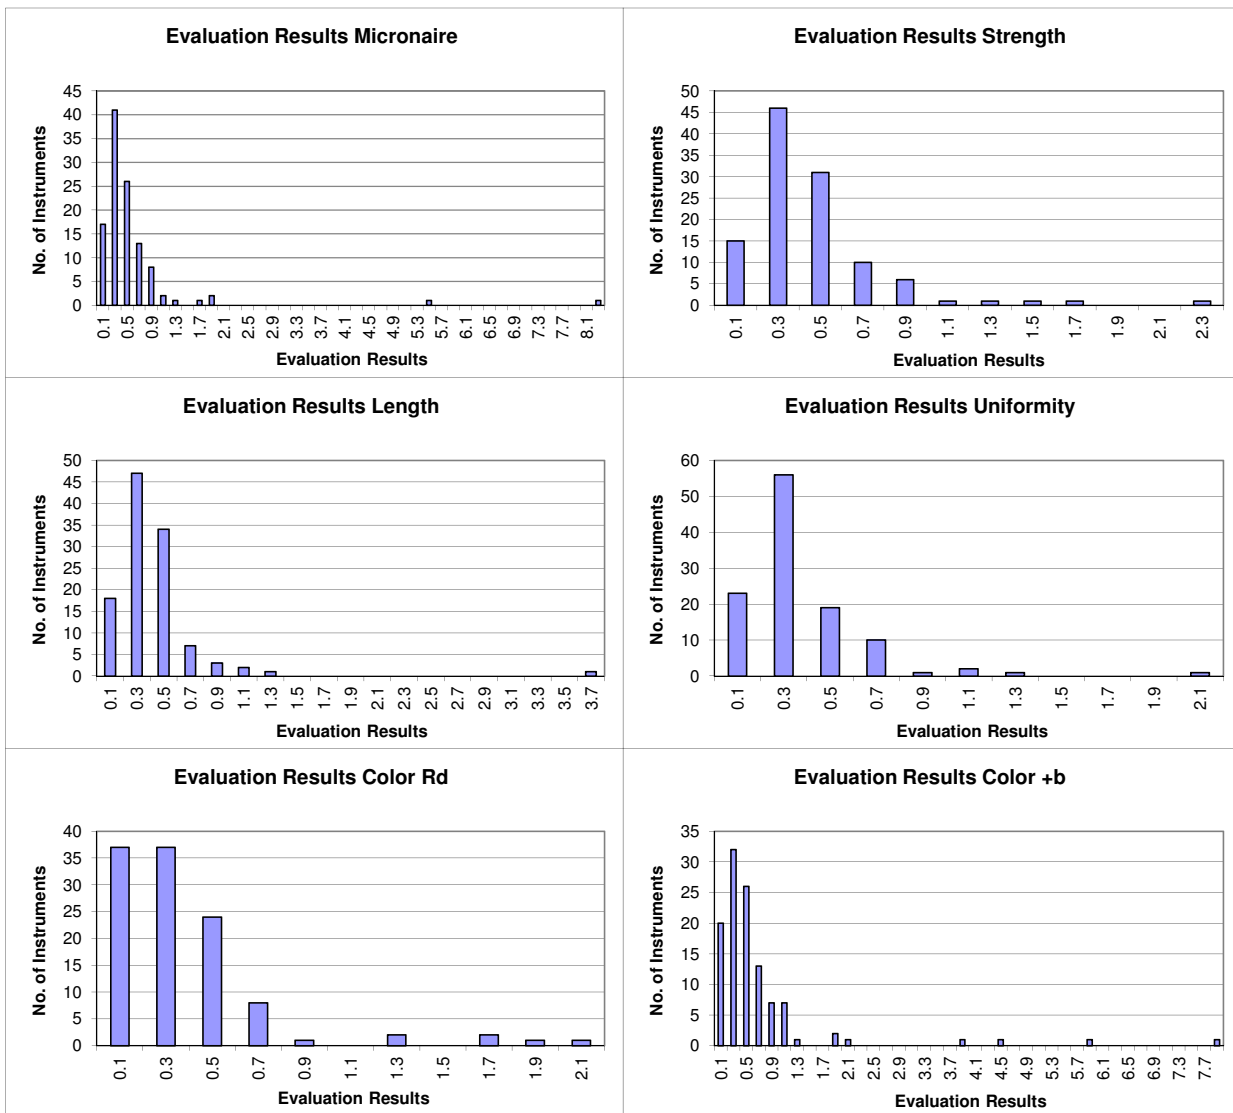 Evaluation Results Micronaire
No. of Instruments
45
40
35
30
25
20
15
10
5
0
0.1 0.5 0.9 1.3 1.7 2.1 2.5 2.9 3.3 3.7 4.1 4.5 4.9 5.3 5.7 6.1 6.5 6.9 7.3 7.7 8.1
Evaluation Results
Evaluation Results Strength
No. of Instruments
50
45
40
35
30
25
20
15
10
5
0
0.1 0.3 0.5 0.7 0.9 1.1 1.3 1.5 1.7 1.9 2.1 2.3
Evaluation Results
Evaluation Results Length
No. of Instruments
50
45
40
35
30
25
20
15
10
5
0
0.1 0.3 0.5 0.7 0.9 1.1 1.3 1.5 1.7 1.9 2.1 2.3 2.5 2.7 2.9 3.1 3.3 3.5 3.7
Evaluation Results
Evaluation Results Uniformity
No. of Instruments
60
50
40
30
20
10
0
0.1 0.3 0.5 0.7 0.9 1.1 1.3 1.5 1.7 1.9 2.1
Evaluation Results
Evaluation Results Color Rd
No. of Instruments
40
35
30
25
20
15
10
5
0
0.1 0.3 0.5 0.7 0.9 1.1 1.3 1.5 1.7 1.9 2.1
Evaluation Results
Evaluation Results Color +b
No. of Instruments
35
30
25
20
15
10
5
0
0.1 0.5 0.9 1.3 1.7 2.1 2.5 2.9 3.3 3.7 4.1 4.5 4.9 5.3 5.7 6.1 6.5 6.9 7.3 7.7
Evaluation Results